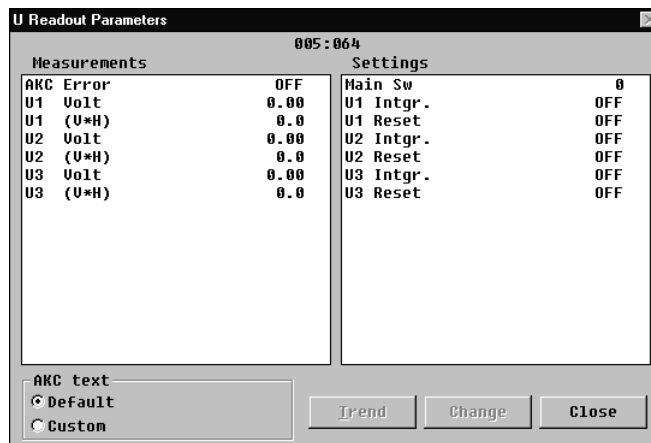 U Readout Parameters
005:064
Measurements
AKC Error OFF
U1 Volt 0.00
U1 (V*H) 0.0
U2 Volt 0.00
U2 (V*H) 0.0
U3 Volt 0.00
U3 (V*H) 0.0
Settings
Main Sw 0
U1 Intgr. OFF
U1 Reset OFF
U2 Intgr. OFF
U2 Reset OFF
U3 Intgr. OFF
U3 Reset OFF
AKC text
Default
Custom
Trend
Change
Close